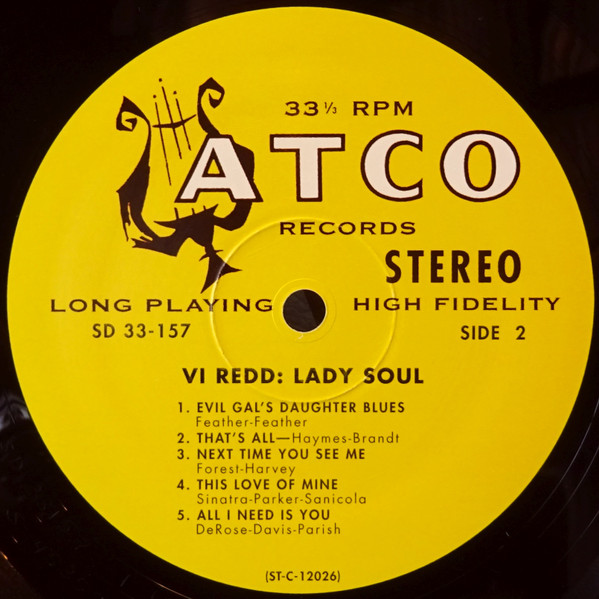 33 ⅓ RPM
ATCO
RECORDS
STEREO
LONG PLAYING HIGH FIDELITY
SD 33-157 SIDE 2
VI REDD: LADY SOUL
1. EVIL GAL'S DAUGHTER BLUES
Feather-Feather
2. THAT'S ALL—Haymes-Brandt
3. NEXT TIME YOU SEE ME
Forest-Harvey
4. THIS LOVE OF MINE
Sinatra-Parker-Sanicola
5. ALL I NEED IS YOU
DeRose-Davis-Parish
(ST-C-12026)